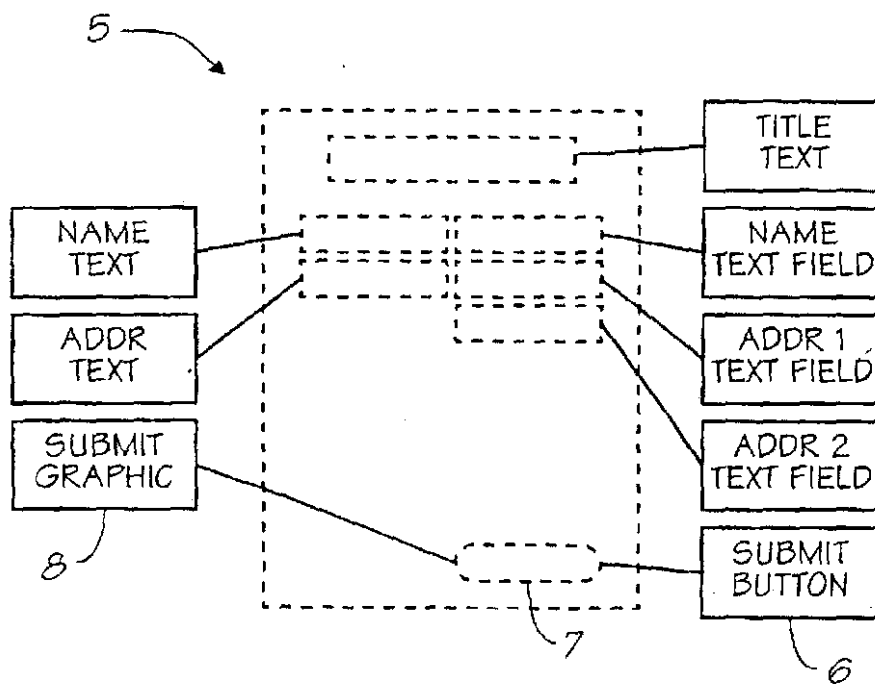 5
TITLE
TEXT
NAME
TEXT
NAME
TEXT FIELD
ADDR
TEXT
ADDR 1
TEXT FIELD
SUBMIT
GRAPHIC
ADDR 2
TEXT FIELD
8
SUBMIT
BUTTON
7
6